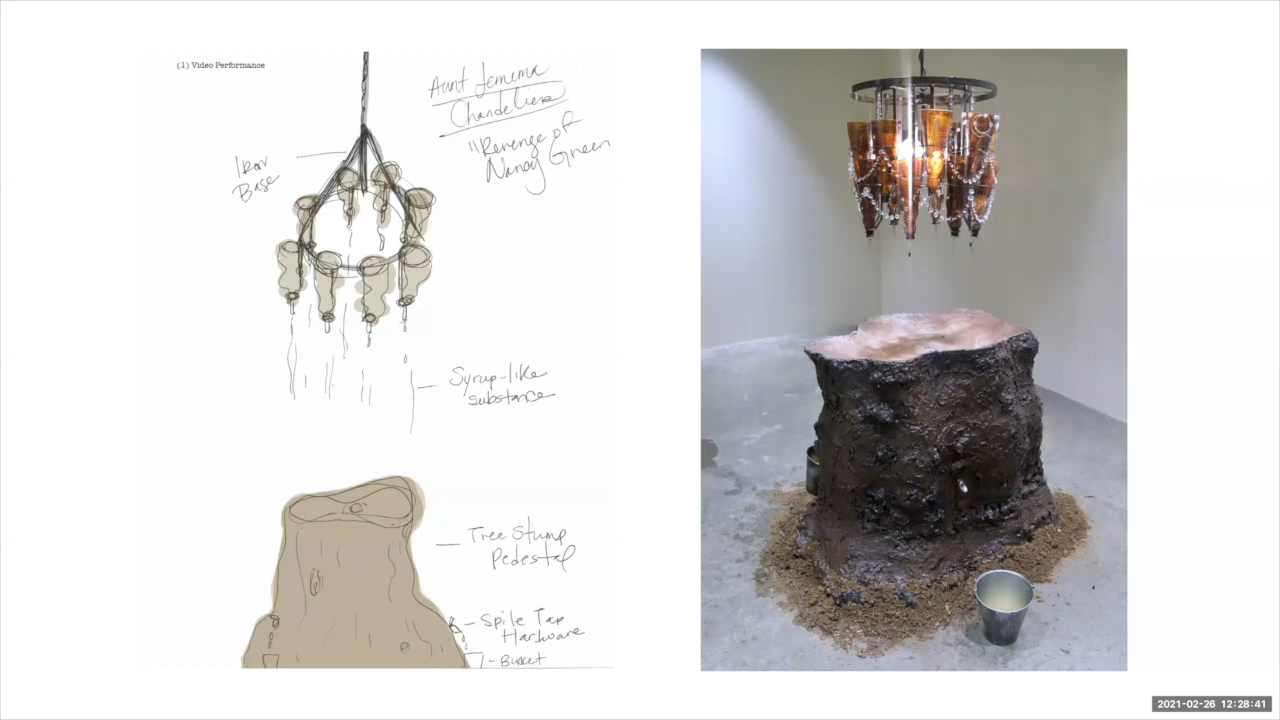 (1) Video Performance
Aunt Jemima
Chandelier
"Revenge of
Nancy Green
Iron
Base
Syrup-like
substance
Tree Stump
Pedestal
Spile Tap
Hardware
Bucket
2021-02-26 12:28:41